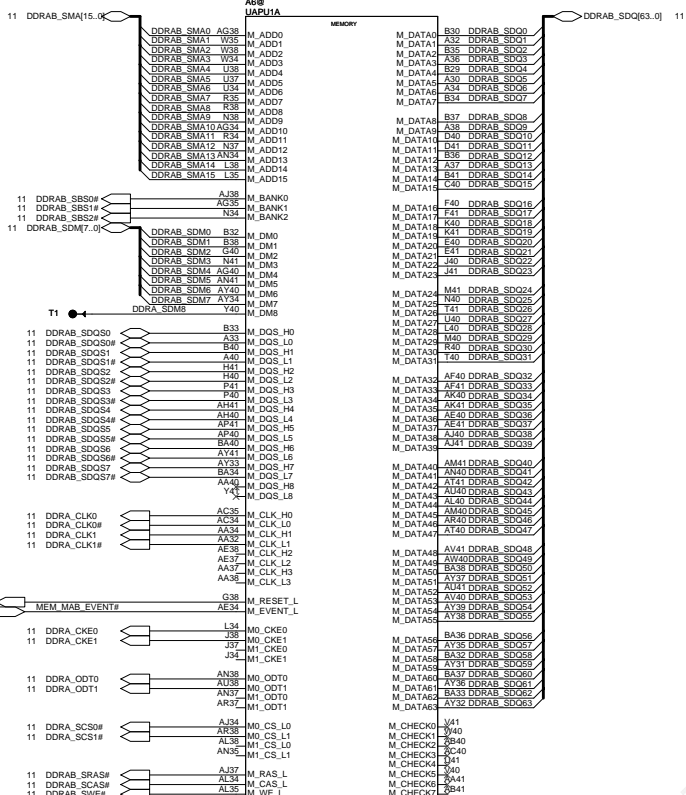 A6@
UAPU1A
MEMORY
11 DDRAB_SMA[15..0]
DDRAB_SDQ[63..0] 11
DDRAB_SMA0 AG38 M_ADD0
DDRAB_SMA1 W35 M_ADD1
DDRAB_SMA2 W38 M_ADD2
DDRAB_SMA3 W34 M_ADD3
DDRAB_SMA4 U38 M_ADD4
DDRAB_SMA5 U37 M_ADD5
DDRAB_SMA6 U34 M_ADD6
DDRAB_SMA7 R35 M_ADD7
DDRAB_SMA8 R38 M_ADD8
DDRAB_SMA9 N38 M_ADD9
DDRAB_SMA10 AG34 M_ADD10
DDRAB_SMA11 R34 M_ADD11
DDRAB_SMA12 N37 M_ADD12
DDRAB_SMA13 AN34 M_ADD13
DDRAB_SMA14 L38 M_ADD14
DDRAB_SMA15 L35 M_ADD15
11 DDRAB_SBS0# AJ38 M_BANK0
11 DDRAB_SBS1# AG35 M_BANK1
11 DDRAB_SBS2# N34 M_BANK2
11 DDRAB_SDM[7..0]
DDRAB_SDM0 B32 M_DM0
DDRAB_SDM1 B38 M_DM1
DDRAB_SDM2 G40 M_DM2
DDRAB_SDM3 N41 M_DM3
DDRAB_SDM4 AG40 M_DM4
DDRAB_SDM5 AN41 M_DM5
DDRAB_SDM6 AY40 M_DM6
DDRAB_SDM7 AY34 M_DM7
T1 DDRA_SDM8 Y40 M_DM8
11 DDRAB_SDQS0 B33 M_DQS_H0
11 DDRAB_SDQS0# A33 M_DQS_L0
11 DDRAB_SDQS1 B40 M_DQS_H1
11 DDRAB_SDQS1# A40 M_DQS_L1
11 DDRAB_SDQS2 H41 M_DQS_H2
11 DDRAB_SDQS2# H40 M_DQS_L2
11 DDRAB_SDQS3 P41 M_DQS_H3
11 DDRAB_SDQS3# P40 M_DQS_L3
11 DDRAB_SDQS4 AH41 M_DQS_H4
11 DDRAB_SDQS4# AH40 M_DQS_L4
11 DDRAB_SDQS5 AP41 M_DQS_H5
11 DDRAB_SDQS5# AP40 M_DQS_L5
11 DDRAB_SDQS6 BA40 M_DQS_H6
11 DDRAB_SDQS6# AY41 M_DQS_L6
11 DDRAB_SDQS7 AY33 M_DQS_H7
11 DDRAB_SDQS7# BA34 M_DQS_L7
AA40 M_DQS_H8
Y41 M_DQS_L8
11 DDRA_CLK0 AC35 M_CLK_H0
11 DDRA_CLK0# AC34 M_CLK_L0
11 DDRA_CLK1 AA34 M_CLK_H1
11 DDRA_CLK1# AA32 M_CLK_L1
AE38 M_CLK_H2
AE37 M_CLK_L2
AA37 M_CLK_H3
AA38 M_CLK_L3
G38 M_RESET_L
MEM_MAB_EVENT# AE34 M_EVENT_L
11 DDRA_CKE0 L34 M0_CKE0
11 DDRA_CKE1 J38 M0_CKE1
J37 M1_CKE0
J34 M1_CKE1
11 DDRA_ODT0 AN38 M0_ODT0
11 DDRA_ODT1 AU38 M0_ODT1
AN37 M1_ODT0
AR37 M1_ODT1
11 DDRA_SCS0# AJ34 M0_CS_L0
11 DDRA_SCS1# AR38 M0_CS_L1
AL38 M1_CS_L0
AN35 M1_CS_L1
11 DDRAB_SRAS# AJ37 M_RAS_L
11 DDRAB_SCAS# AL34 M_CAS_L
11 DDRAB_SWE# AL35 M_WE_L
M_DATA0 B30 DDRAB_SDQ0
M_DATA1 A32 DDRAB_SDQ1
M_DATA2 B35 DDRAB_SDQ2
M_DATA3 A36 DDRAB_SDQ3
M_DATA4 B29 DDRAB_SDQ4
M_DATA5 A30 DDRAB_SDQ5
M_DATA6 A34 DDRAB_SDQ6
M_DATA7 B34 DDRAB_SDQ7
M_DATA8 B37 DDRAB_SDQ8
M_DATA9 A38 DDRAB_SDQ9
M_DATA10 D40 DDRAB_SDQ10
M_DATA11 D41 DDRAB_SDQ11
M_DATA12 B36 DDRAB_SDQ12
M_DATA13 A37 DDRAB_SDQ13
M_DATA14 B41 DDRAB_SDQ14
M_DATA15 C40 DDRAB_SDQ15
M_DATA16 F40 DDRAB_SDQ16
M_DATA17 F41 DDRAB_SDQ17
M_DATA18 K40 DDRAB_SDQ18
M_DATA19 K41 DDRAB_SDQ19
M_DATA20 E40 DDRAB_SDQ20
M_DATA21 E41 DDRAB_SDQ21
M_DATA22 J40 DDRAB_SDQ22
M_DATA23 J41 DDRAB_SDQ23
M_DATA24 M41 DDRAB_SDQ24
M_DATA25 N40 DDRAB_SDQ25
M_DATA26 T41 DDRAB_SDQ26
M_DATA27 U40 DDRAB_SDQ27
M_DATA28 L40 DDRAB_SDQ28
M_DATA29 M40 DDRAB_SDQ29
M_DATA30 R40 DDRAB_SDQ30
M_DATA31 T40 DDRAB_SDQ31
M_DATA32 AF40 DDRAB_SDQ32
M_DATA33 AF41 DDRAB_SDQ33
M_DATA34 AK40 DDRAB_SDQ34
M_DATA35 AK41 DDRAB_SDQ35
M_DATA36 AE40 DDRAB_SDQ36
M_DATA37 AE41 DDRAB_SDQ37
M_DATA38 AJ40 DDRAB_SDQ38
M_DATA39 AJ41 DDRAB_SDQ39
M_DATA40 AM41 DDRAB_SDQ40
M_DATA41 AN40 DDRAB_SDQ41
M_DATA42 AT41 DDRAB_SDQ42
M_DATA43 AU40 DDRAB_SDQ43
M_DATA44 AL40 DDRAB_SDQ44
M_DATA45 AM40 DDRAB_SDQ45
M_DATA46 AR40 DDRAB_SDQ46
M_DATA47 AT40 DDRAB_SDQ47
M_DATA48 AV41 DDRAB_SDQ48
M_DATA49 AW40 DDRAB_SDQ49
M_DATA50 BA38 DDRAB_SDQ50
M_DATA51 AY37 DDRAB_SDQ51
M_DATA52 AU41 DDRAB_SDQ52
M_DATA53 AV40 DDRAB_SDQ53
M_DATA54 AY39 DDRAB_SDQ54
M_DATA55 AY38 DDRAB_SDQ55
M_DATA56 BA36 DDRAB_SDQ56
M_DATA57 AY35 DDRAB_SDQ57
M_DATA58 BA32 DDRAB_SDQ58
M_DATA59 AY31 DDRAB_SDQ59
M_DATA60 BA37 DDRAB_SDQ60
M_DATA61 AY36 DDRAB_SDQ61
M_DATA62 BA33 DDRAB_SDQ62
M_DATA63 AY32 DDRAB_SDQ63
M_CHECK0 V41
M_CHECK1 W40
M_CHECK2 AB40
M_CHECK3 AC40
M_CHECK4 U41
M_CHECK5 V40
M_CHECK6 AA41
M_CHECK7 AB41